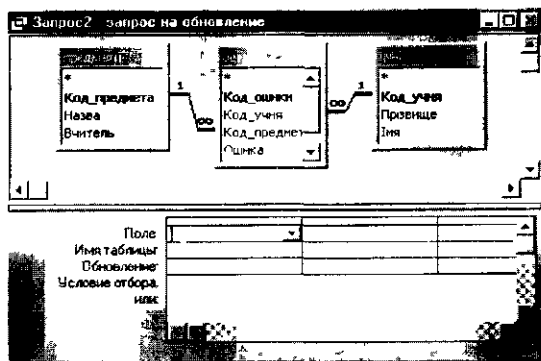 Запрос2 запрос на обновление
*
Код_предмета
Назва
Вчитель
1
∞
*
Код_оцінки
Код_учня
Код_предмет
Оцінка
∞
1
*
Код_учня
Прізвище
Імя
Поле
Имя таблицы
Обновление
Условие отбора
или